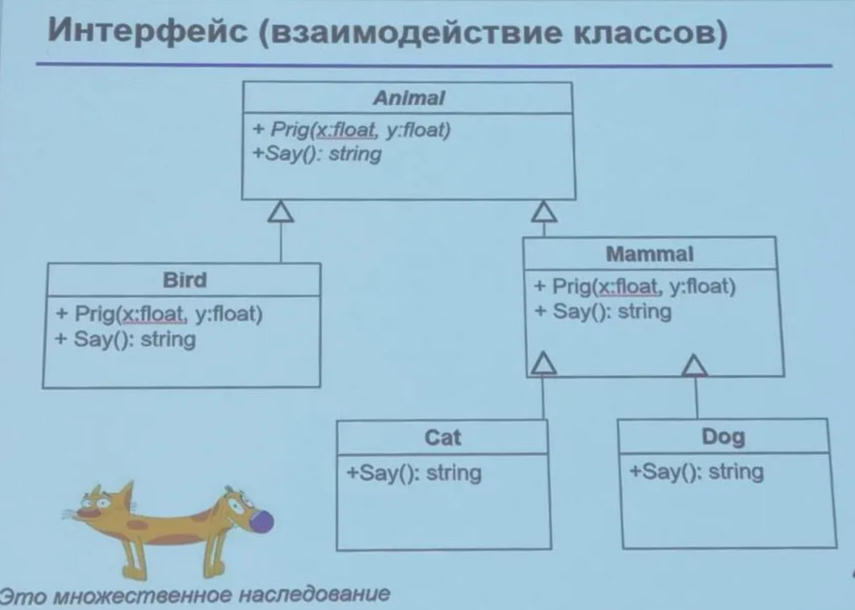 Интерфейс (взаимодействие классов)
Animal
+ Prig(x:float, y:float)
+Say(): string
Bird
+ Prig(x:float, y:float)
+ Say(): string
Mammal
+ Prig(x:float, y:float)
+ Say(): string
Cat
+Say(): string
Dog
+Say(): string
Это множественное наследование